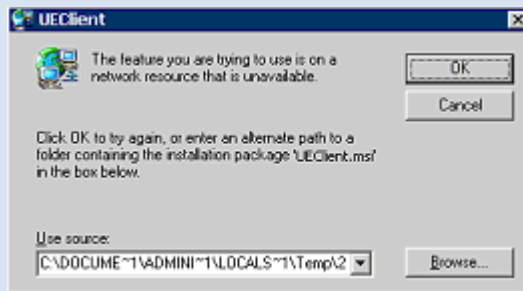 UEClient
The feature you are trying to use is on a
network resource that is unavailable.
OK
Cancel
Click OK to try again, or enter an alternate path to a
folder containing the installation package 'UEClient.msi'
in the box below.
Use source:
C:\DOCUME~1\ADMINI~1\LOCALS~1\Temp\2
Browse...